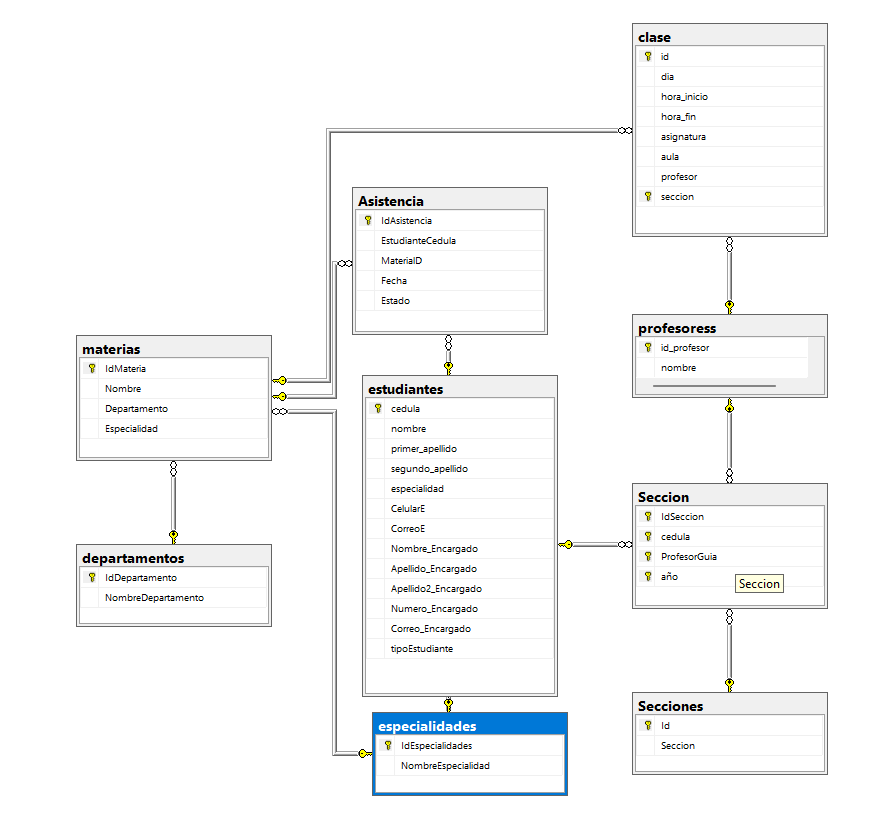 clase
id
dia
hora_inicio
hora_fin
asignatura
aula
profesor
seccion
Asistencia
IdAsistencia
EstudianteCedula
MateriaID
Fecha
Estado
materias
IdMateria
Nombre
Departamento
Especialidad
profesoress
id_profesor
nombre
estudiantes
cedula
nombre
primer_apellido
segundo_apellido
especialidad
CelularE
CorreoE
Nombre_Encargado
Apellido_Encargado
Apellido2_Encargado
Numero_Encargado
Correo_Encargado
tipoEstudiante
Seccion
IdSeccion
cedula
ProfesorGuia
año
Seccion
departamentos
IdDepartamento
NombreDepartamento
especialidades
IdEspecialidades
NombreEspecialidad
Secciones
Id
Seccion